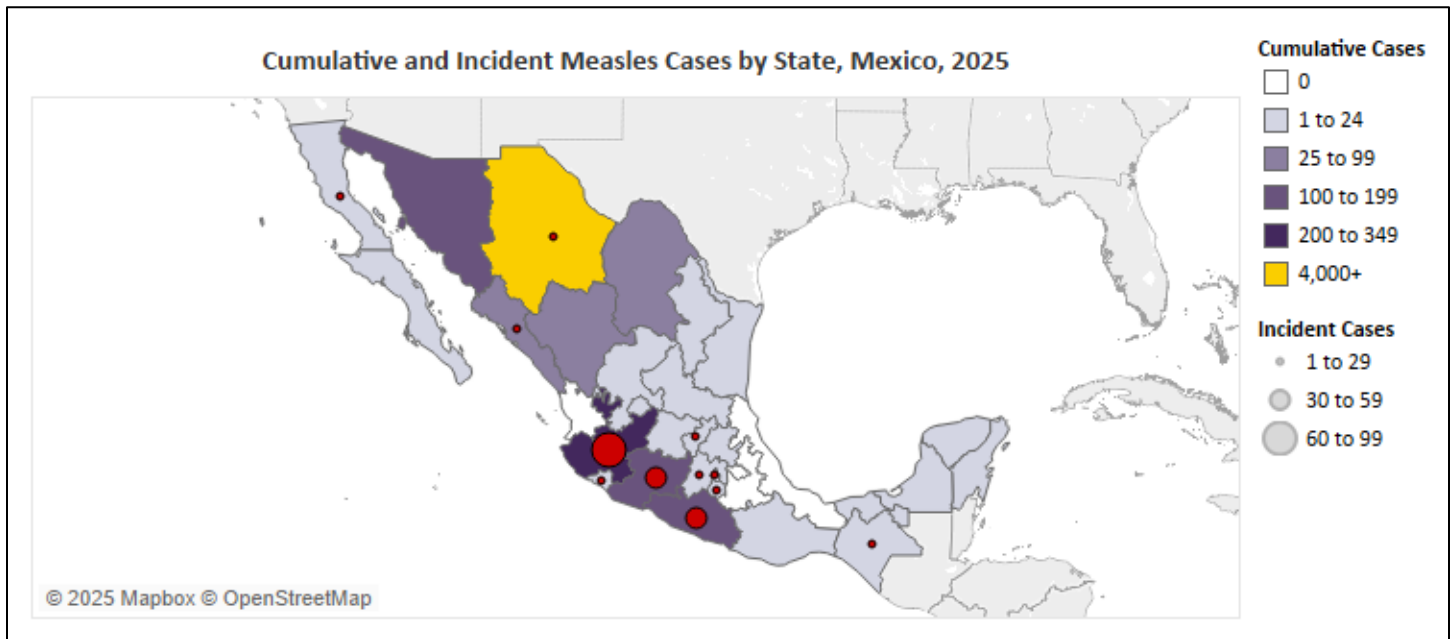 Cumulative and Incident Measles Cases by State, Mexico, 2025
Cumulative Cases
0
1 to 24
25 to 99
100 to 199
200 to 349
4,000+
Incident Cases
1 to 29
30 to 59
60 to 99
© 2025 Mapbox © OpenStreetMap